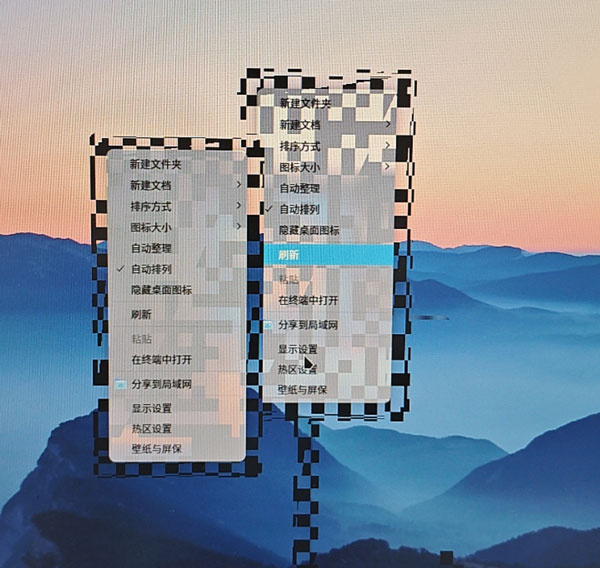 新建文件夹
新建文档
排序方式
图标大小
自动整理
自动排列
隐藏桌面图标
刷新
粘贴
在终端中打开
分享到局域网
显示设置
热区设置
壁纸与屏保
新建文件夹
新建文档
排序方式
图标大小
自动整理
自动排列
隐藏桌面图标
刷新
粘贴
在终端中打开
分享到局域网
显示设置
热区设置
壁纸与屏保